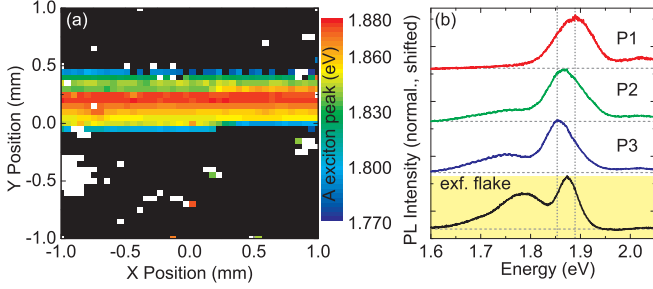 (a)
Y Position (mm)
1.0
0.5
0.0
-0.5
-1.0
-1.0 -0.5 0.0 0.5 1.0
X Position (mm)
A exciton peak (eV)
1.880
1.860
1.830
1.800
1.770
(b)
PL Intensity (normal., shifted)
P1
P2
P3
exf. flake
1.6 1.7 1.8 1.9 2.0
Energy (eV)